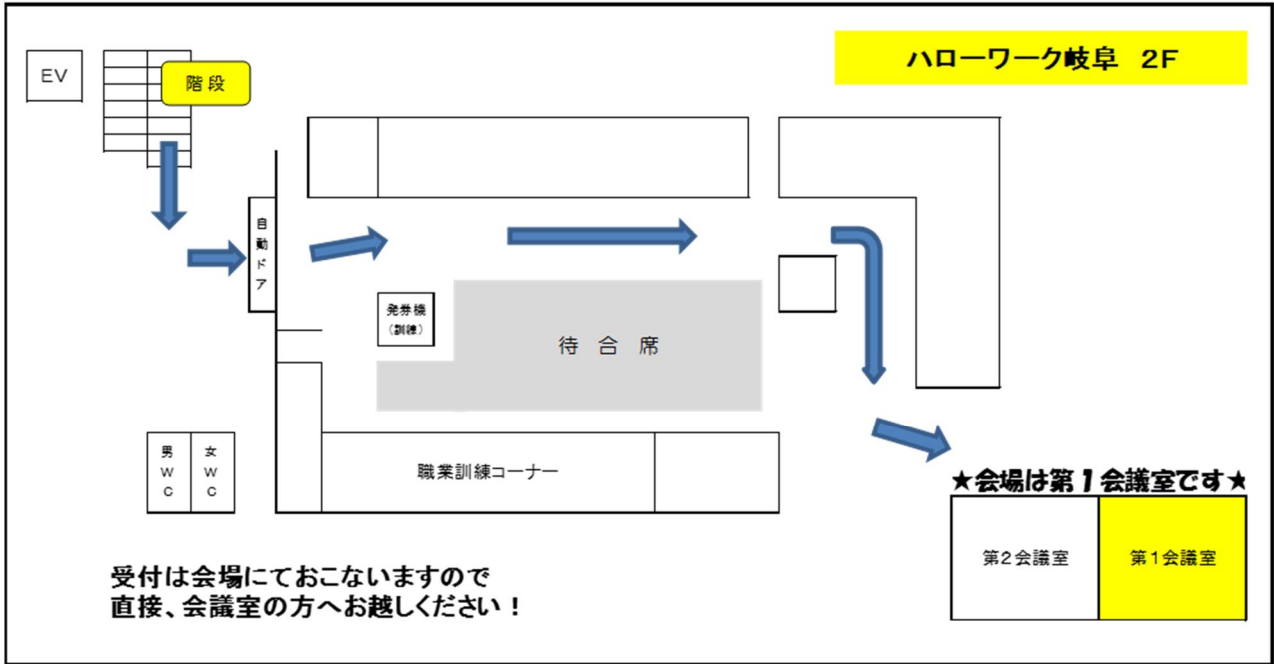 ハローワーク岐阜　2F
EV
階段
自動ドア
発券機
（訓練）
待　合　席
男WC
女WC
職業訓練コーナー
★会場は第１会議室です★
第2会議室
第1会議室
受付は会場にておこないますので
直接、会議室の方へお越しください！